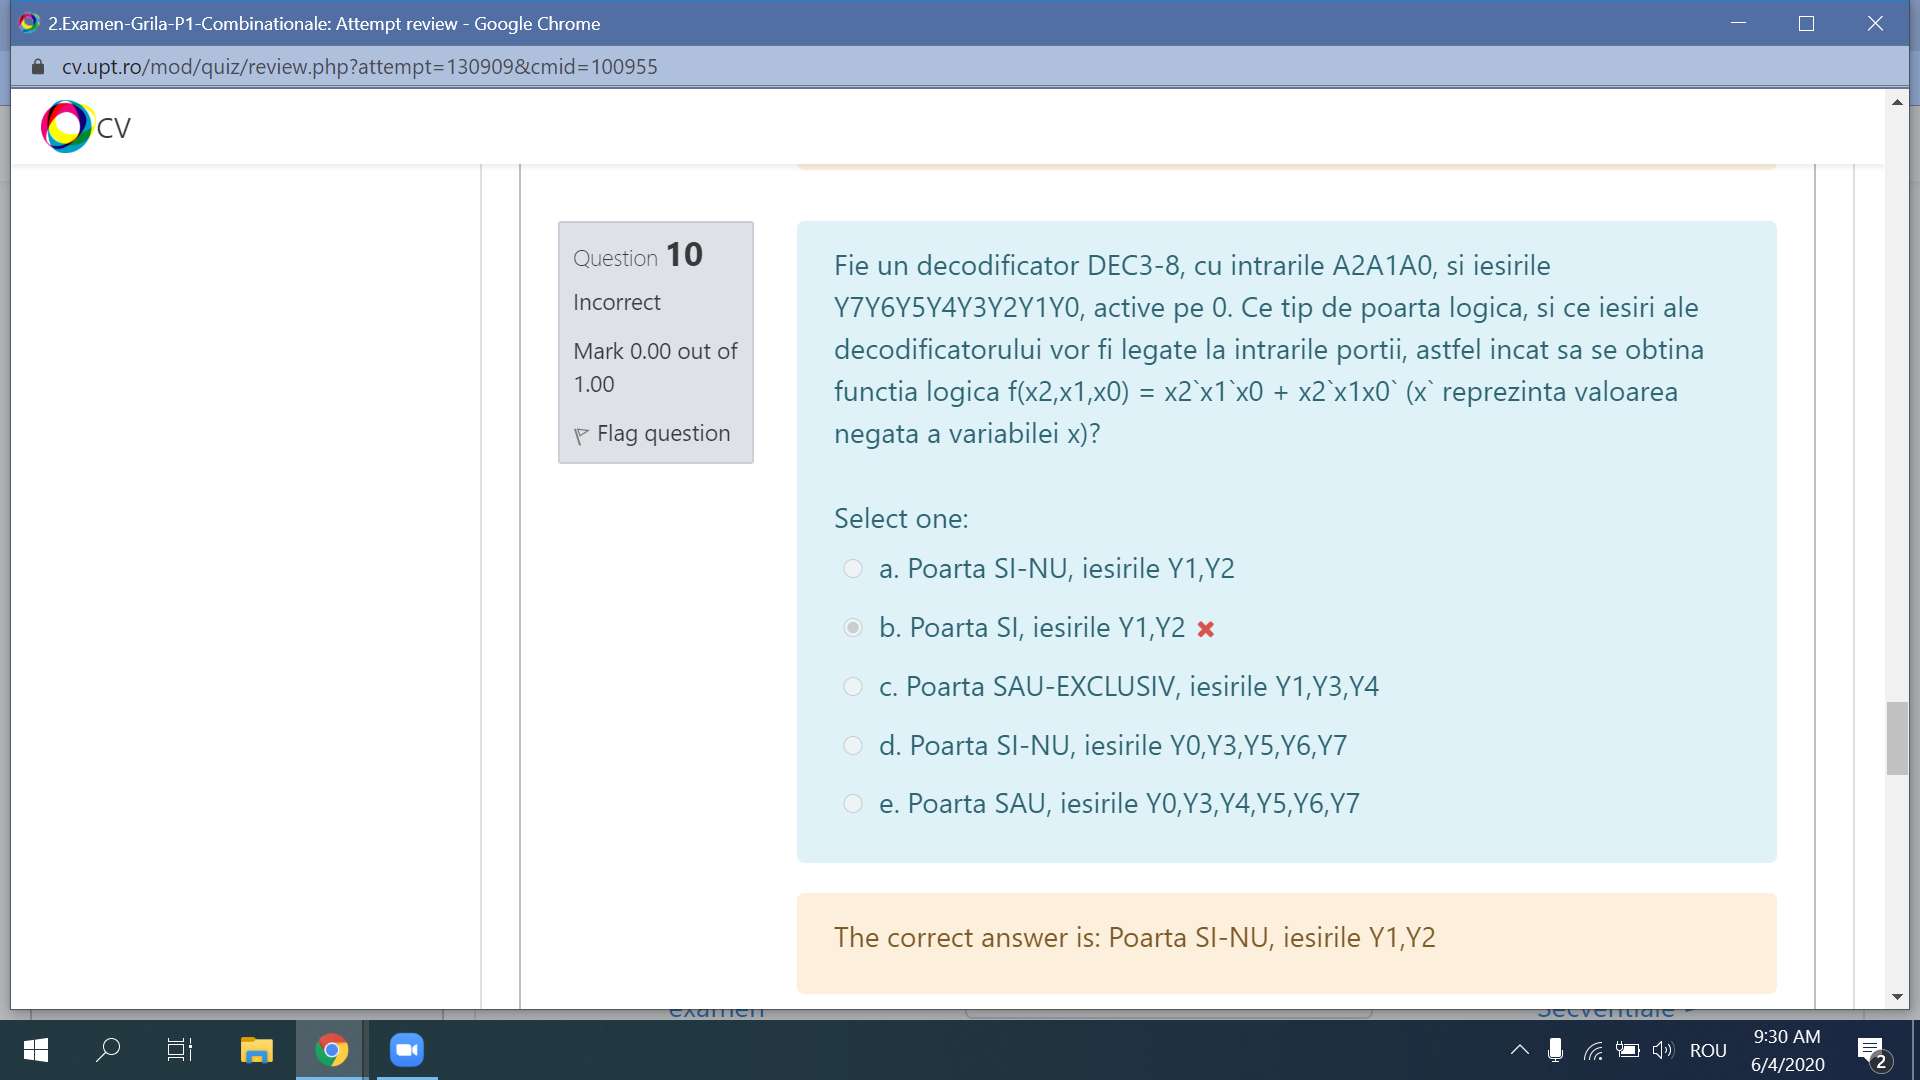 2.Examen-Grila-P1-Combinationale: Attempt review - Google Chrome
cv.upt.ro/mod/quiz/review.php?attempt=130909&cmid=100955
CV
Question 10
Incorrect
Mark 0.00 out of
1.00
Flag question
Fie un decodificator DEC3-8, cu intrarile A2A1A0, si iesirile
Y7Y6Y5Y4Y3Y2Y1Y0, active pe 0. Ce tip de poarta logica, si ce iesiri ale
decodificatorului vor fi legate la intrarile portii, astfel incat sa se obtina
functia logica f(x2,x1,x0) = x2`x1`x0 + x2`x1x0` (x` reprezinta valoarea
negata a variabilei x)?
Select one:
a. Poarta SI-NU, iesirile Y1,Y2
b. Poarta SI, iesirile Y1,Y2
c. Poarta SAU-EXCLUSIV, iesirile Y1,Y3,Y4
d. Poarta SI-NU, iesirile Y0,Y3,Y5,Y6,Y7
e. Poarta SAU, iesirile Y0,Y3,Y4,Y5,Y6,Y7
The correct answer is: Poarta SI-NU, iesirile Y1,Y2
examen
Secventiale
ROU
9:30 AM
6/4/2020
2